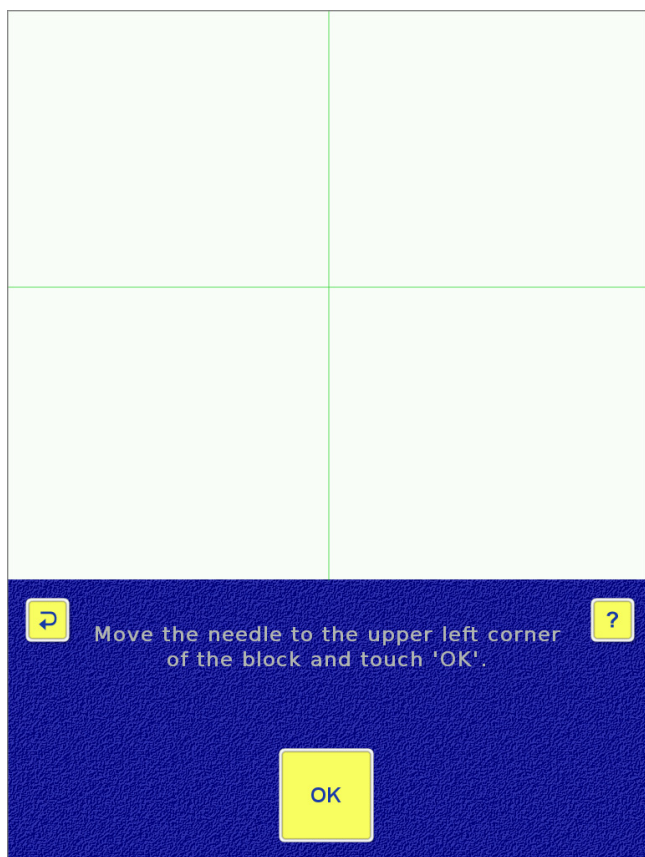 ?
Move the needle to the upper left corner
of the block and touch 'OK'.
OK